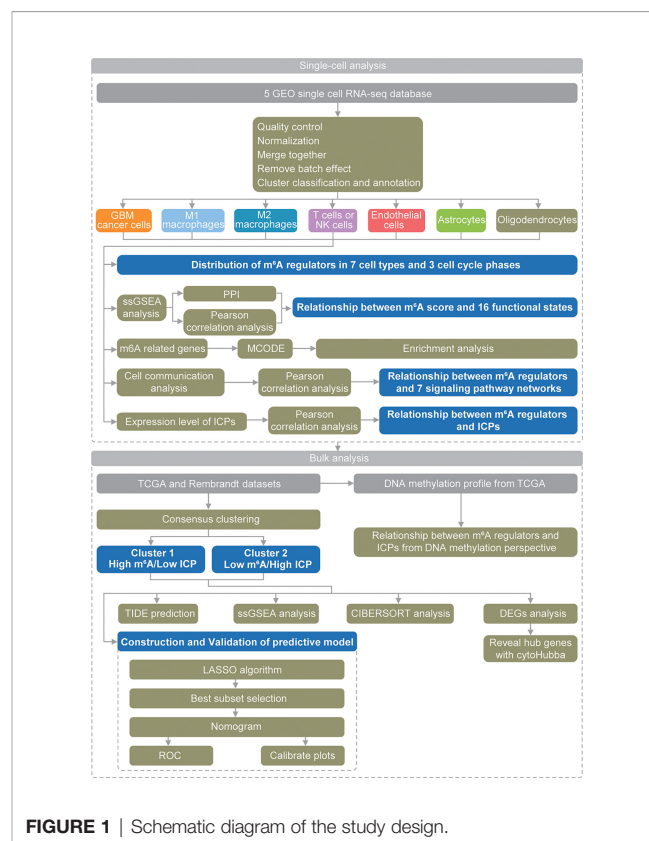 Single-cell analysis
5 GEO single cell RNA-seq database
Quality control
Normalization
Merge together
Remove batch effect
Cluster classification and annotation
GBM
cancer cells
M1
macrophages
M2
macrophages
T cells or
NK cells
Endothelial
cells
Astrocytes
Oligodendrocytes
Distribution of m⁶A regulators in 7 cell types and 3 cell cycle phases
ssGSEA
analysis
PPI
Pearson
correlation analysis
Relationship between m⁶A score and 16 functional states
m6A related genes
MCODE
Enrichment analysis
Cell communication
analysis
Pearson
correlation analysis
Relationship between m⁶A regulators
and 7 signaling pathway networks
Expression level of ICPs
Pearson
correlation analysis
Relationship between m⁶A regulators
and ICPs
Bulk analysis
TCGA and Rembrandt datasets
DNA methylation profile from TCGA
Consensus clustering
Relationship between m⁶A regulators and
ICPs from DNA methylation perspective
Cluster 1
High m⁶A/Low ICP
Cluster 2
Low m⁶A/High ICP
TIDE prediction
ssGSEA analysis
CIBERSORT analysis
DEGs analysis
Reveal hub genes
with cytoHubba
Construction and Validation of predictive model
LASSO algorithm
Best subset selection
Nomogram
ROC
Calibrate plots
FIGURE 1 | Schematic diagram of the study design.